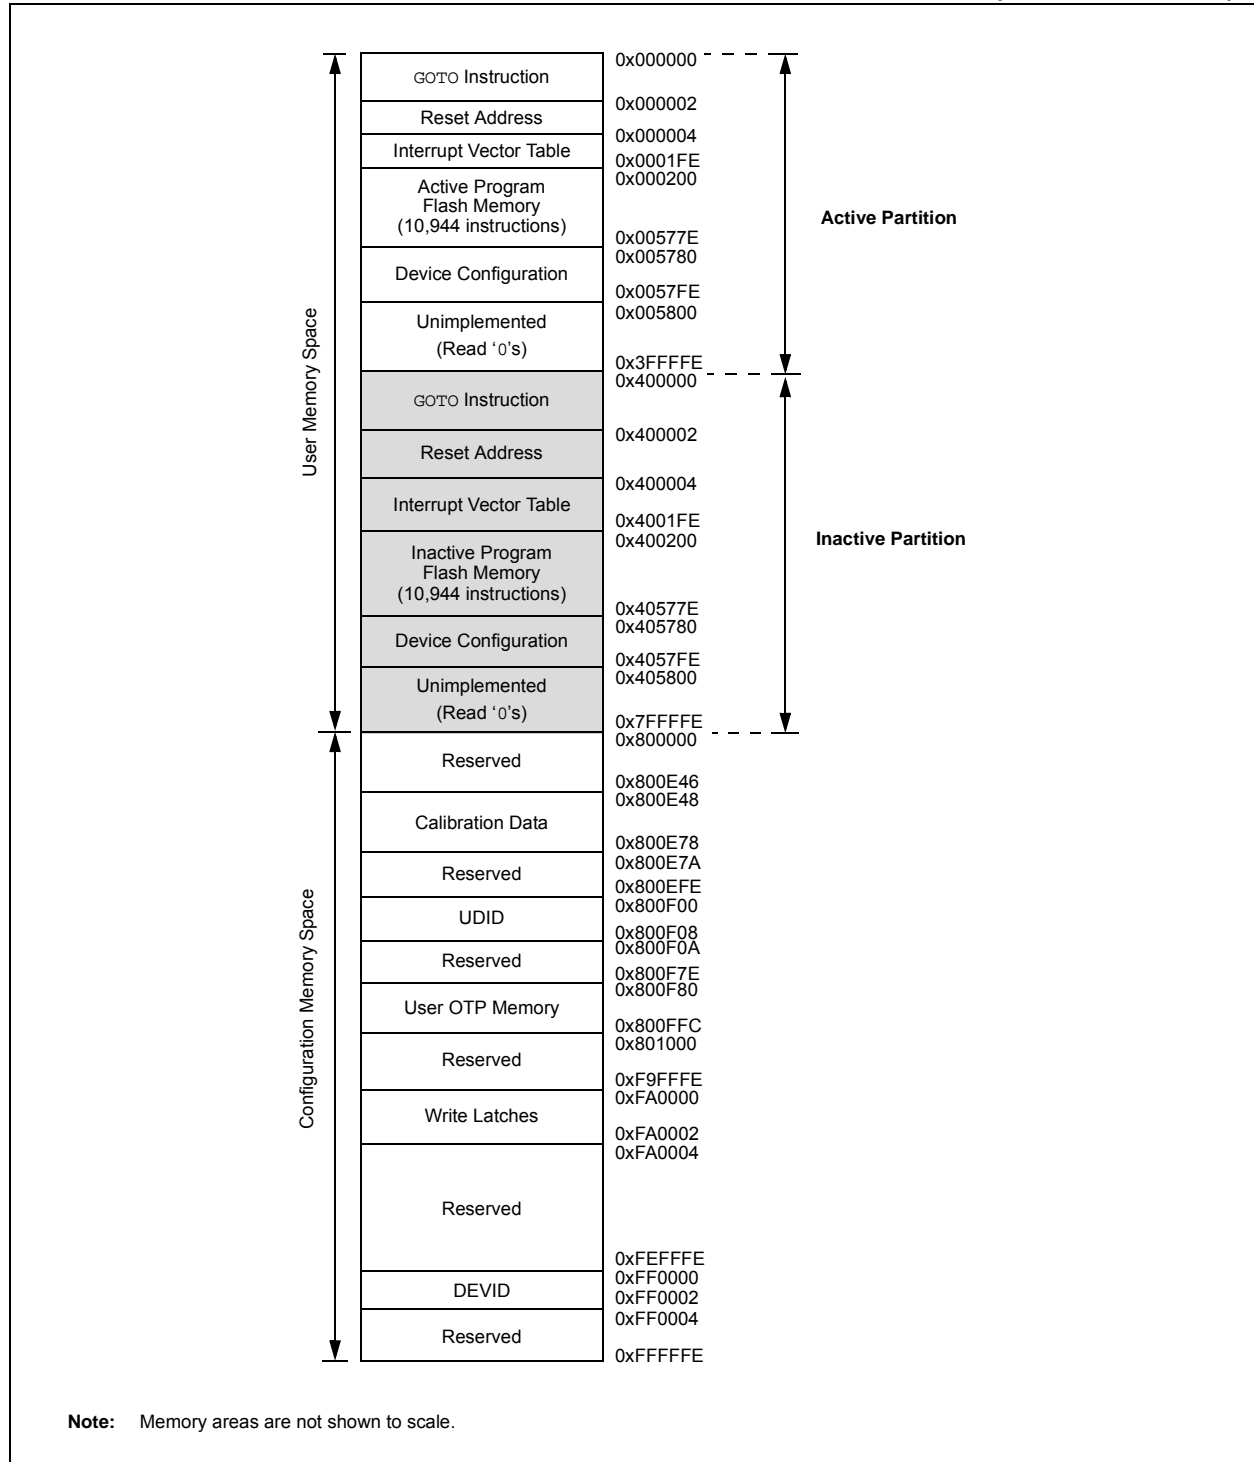 0x000000
GOTO Instruction
0x000002
Reset Address
0x000004
Interrupt Vector Table
0x0001FE
0x000200
Active Program
Flash Memory
(10,944 instructions)
Active Partition
0x00577E
0x005780
Device Configuration
0x0057FE
0x005800
Unimplemented
(Read ‘0’s)
User Memory Space
0x3FFFFE
0x400000
GOTO Instruction
0x400002
Reset Address
0x400004
Interrupt Vector Table
0x4001FE
0x400200
Inactive Partition
Inactive Program
Flash Memory
(10,944 instructions)
0x40577E
0x405780
Device Configuration
0x4057FE
0x405800
Unimplemented
(Read ‘0’s)
0x7FFFFE
0x800000
Reserved
0x800E46
0x800E48
Calibration Data
0x800E78
0x800E7A
Reserved
0x800EFE
0x800F00
UDID
0x800F08
0x800F0A
Reserved
0x800F7E
0x800F80
Configuration Memory Space
User OTP Memory
0x800FFC
0x801000
Reserved
0xF9FFFE
0xFA0000
Write Latches
0xFA0002
0xFA0004
Reserved
0xFEFFFE
0xFF0000
DEVID
0xFF0002
0xFF0004
Reserved
0xFFFFFE
Note: Memory areas are not shown to scale.